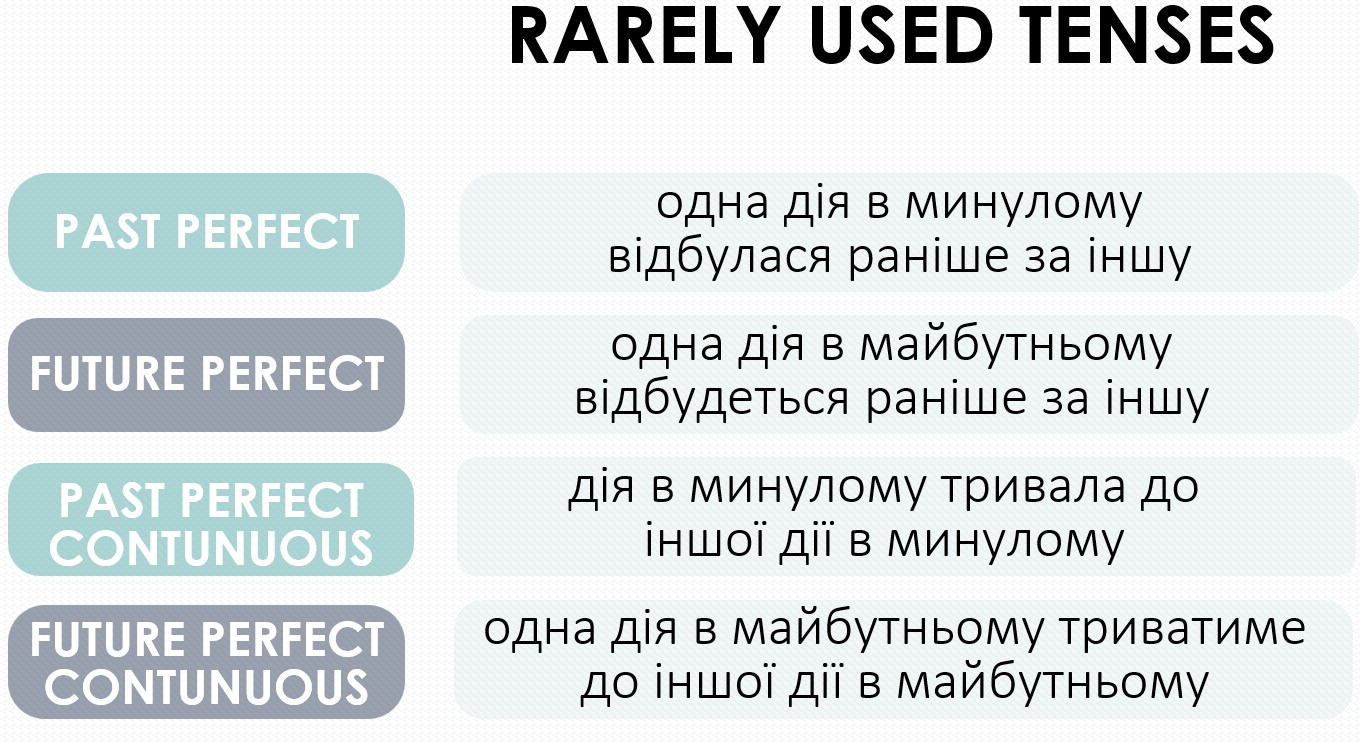 RARELY USED TENSES
PAST PERFECT
одна дія в минулому
відбулася раніше за іншу
FUTURE PERFECT
одна дія в майбутньому
відбудеться раніше за іншу
PAST PERFECT
CONTUNUOUS
дія в минулому тривала до
іншої дії в минулому
FUTURE PERFECT
CONTUNUOUS
одна дія в майбутньому триватиме
до іншої дії в майбутньому